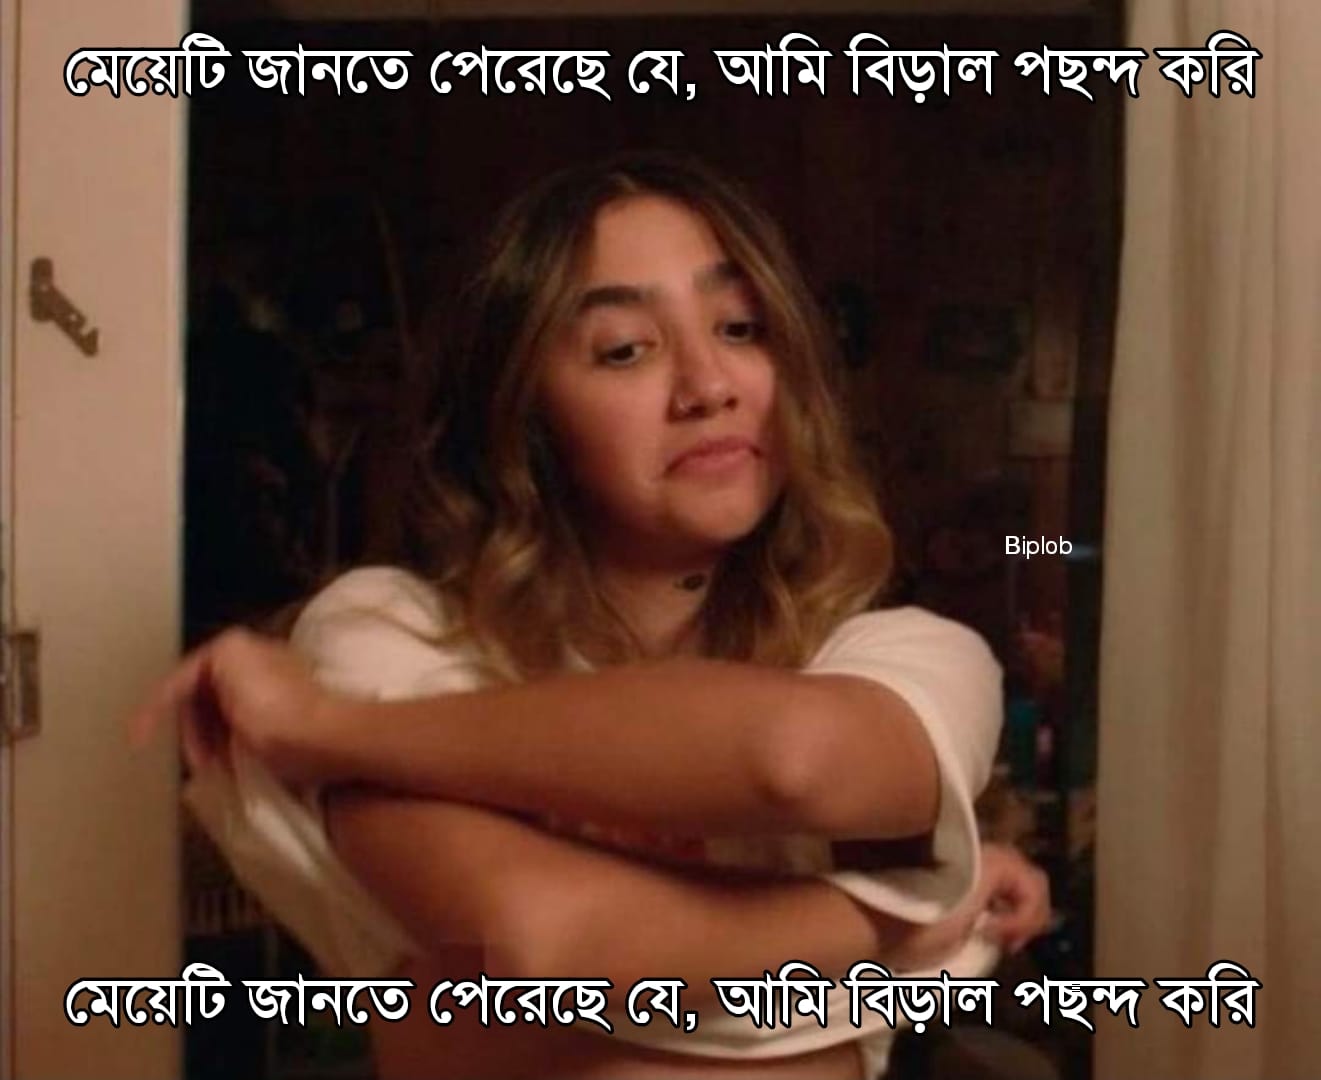 মেয়েটি জানতে পেরেছে যে, আমি বিড়াল পছন্দ করি
Biplob
মেয়েটি জানতে পেরেছে যে, আমি বিড়াল পছন্দ করি